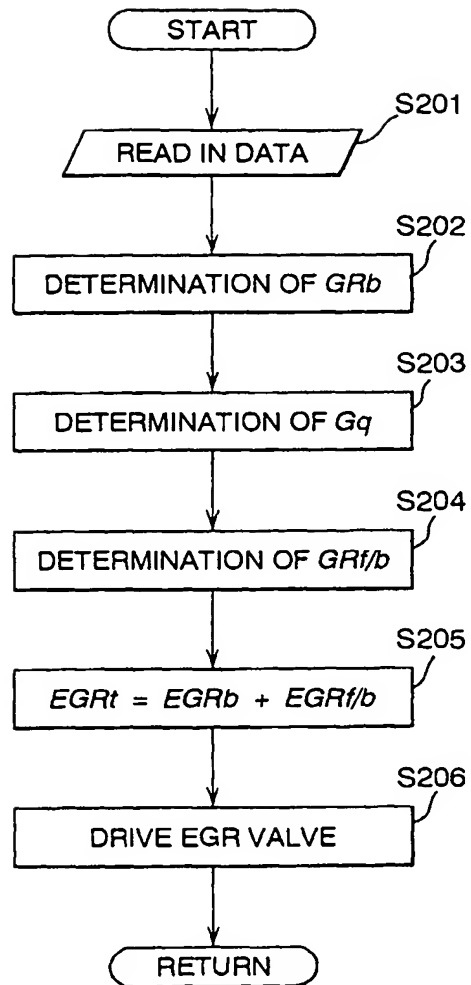 START
S201
READ IN DATA
S202
DETERMINATION OF GRb
S203
DETERMINATION OF Gq
S204
DETERMINATION OF GRf/b
S205
EGRt = EGRb + EGRf/b
S206
DRIVE EGR VALVE
RETURN